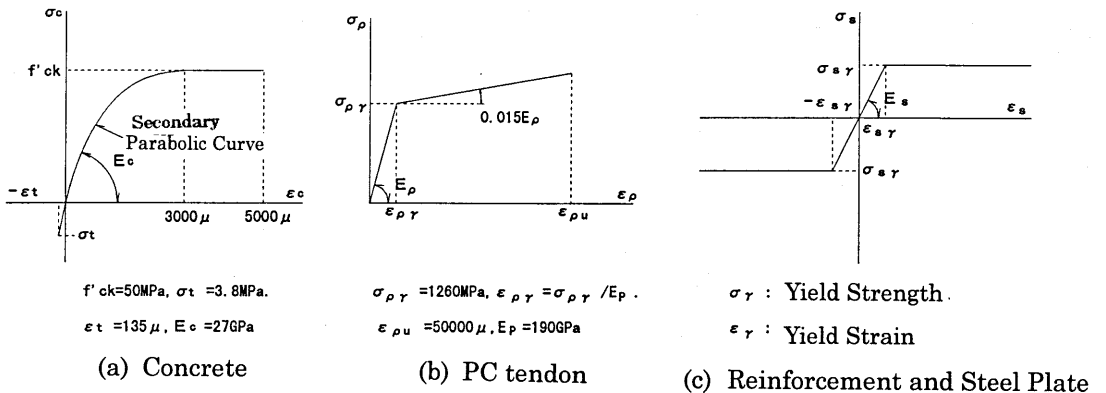 σc
f'ck
Secondary
Parabolic Curve
Ec
-εt
εc
3000μ
5000μ
σt
f'ck=50MPa, σt =3.8MPa.
εt =135μ, Ec =27GPa
(a) Concrete
σρ
σργ
0.015Eρ
Eρ
ερ
εργ
ερu
σργ =1260MPa, εργ =σργ /EP .
ερu =50000μ, EP =190GPa
(b) PC tendon
σs
σsγ
-εsγ
Es
εs
εsγ
σsγ
σγ : Yield Strength.
εγ : Yield Strain
(c) Reinforcement and Steel Plate